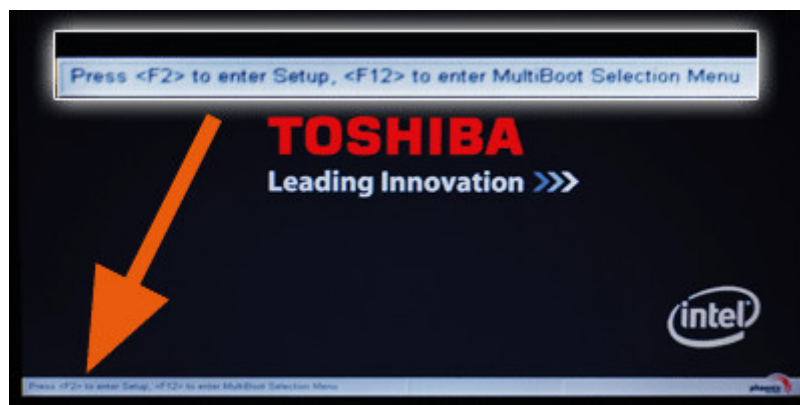 Press <F2> to enter Setup, <F12> to enter MultiBoot Selection Menu
TOSHIBA
Leading Innovation >>>
intel
Press <F2> to enter Setup, <F12> to enter MultiBoot Selection Menu
phoenix